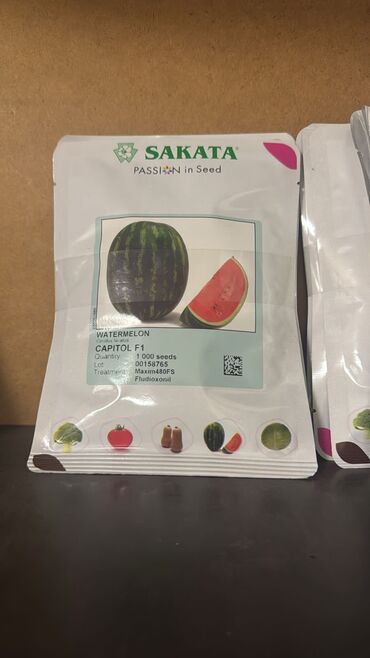 SAKATA®
PASSION in Seed
WATERMELON
CAPITOL F1
Quantity: 1 000 seeds
Lot 00158765
Treatment: Maxim480FS
Fludioxonil